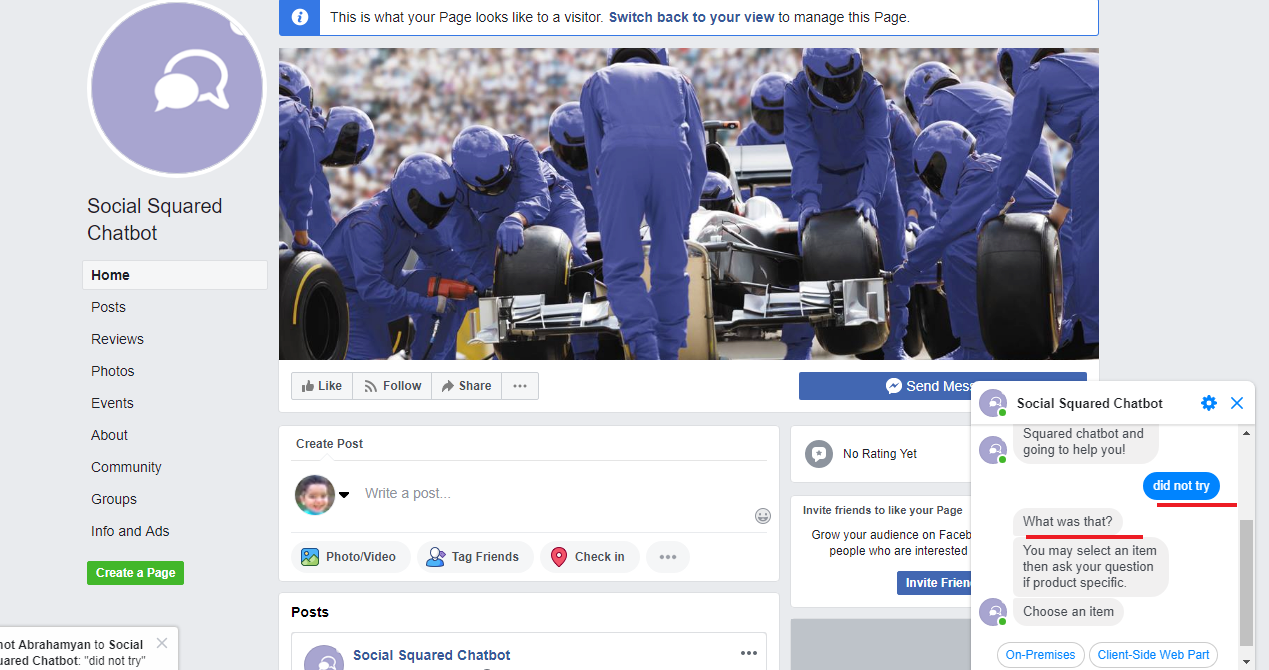 This is what your Page looks like to a visitor. Switch back to your view to manage this Page.
Social Squared
Chatbot
Home
Posts
Reviews
Photos
Events
About
Community
Groups
Info and Ads
Create a Page
Like
Follow
Share
Send Mess
Create Post
Write a post...
Photo/Video
Tag Friends
Check in
Posts
Social Squared Chatbot
No Rating Yet
Invite friends to like your Page
Grow your audience on Faceb
people who are interested
Invite Frien
Social Squared Chatbot
Squared chatbot and
going to help you!
did not try
What was that?
You may select an item
then ask your question
if product specific.
Choose an item
On-Premises
Client-Side Web Part
not Abrahamyan to Social
uared Chatbot: "did not try"